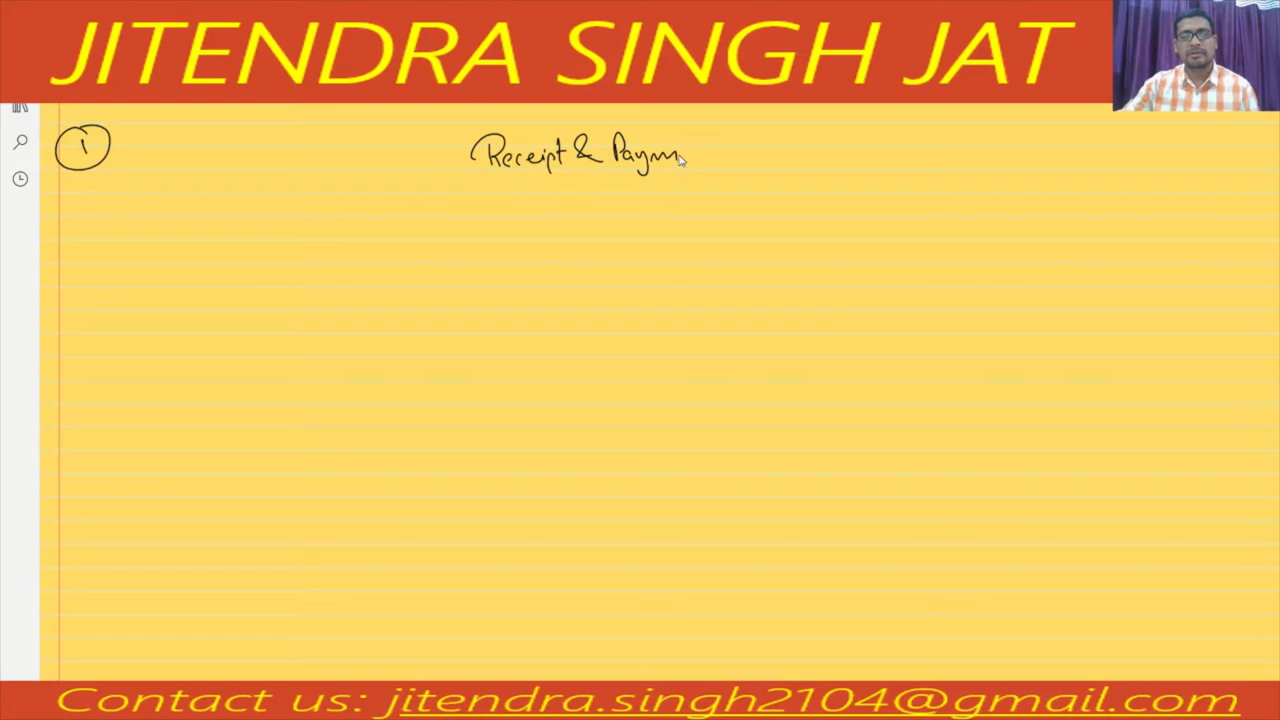 JITENDRA SINGH JAT
1
Receipt & Paym
Contact us: jitendra.singh2104@gmail.com